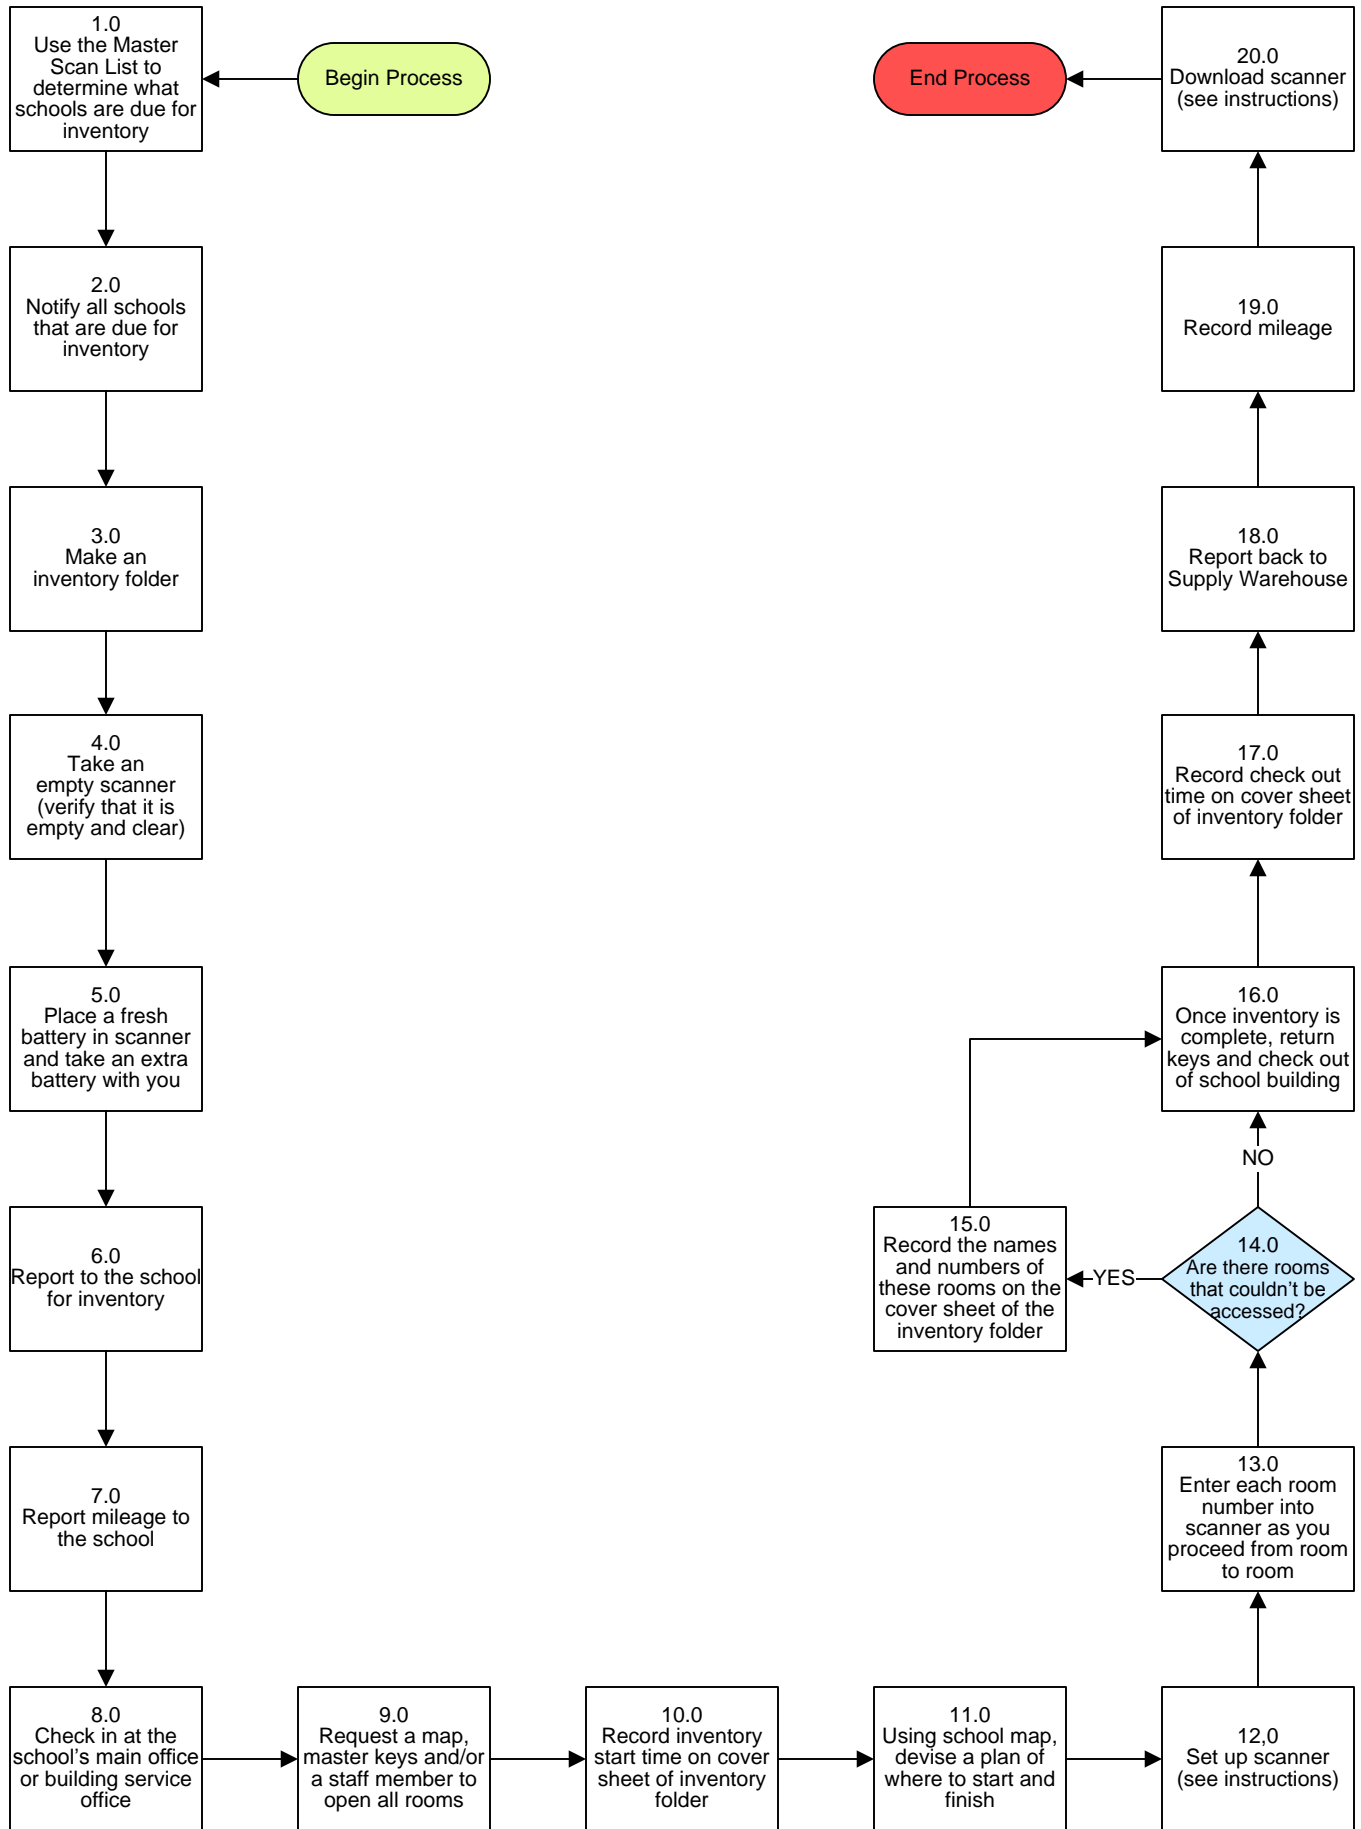 Begin Process
1.0
Use the Master
Scan List to
determine what
schools are due for
inventory
2.0
Notify all schools
that are due for
inventory
3.0
Make an
inventory folder
4.0
Take an
empty scanner
(verify that it is
empty and clear)
5.0
Place a fresh
battery in scanner
and take an extra
battery with you
6.0
Report to the school
for inventory
7.0
Report mileage to
the school
8.0
Check in at the
school’s main office
or building service
office
9.0
Request a map,
master keys and/or
a staff member to
open all rooms
10.0
Record inventory
start time on cover
sheet of inventory
folder
11.0
Using school map,
devise a plan of
where to start and
finish
12,0
Set up scanner
(see instructions)
13.0
Enter each room
number into
scanner as you
proceed from room
to room
14.0
Are there rooms
that couldn’t be
accessed?
YES
NO
15.0
Record the names
and numbers of
these rooms on the
cover sheet of the
inventory folder
16.0
Once inventory is
complete, return
keys and check out
of school building
17.0
Record check out
time on cover sheet
of inventory folder
18.0
Report back to
Supply Warehouse
19.0
Record mileage
20.0
Download scanner
(see instructions)
End Process